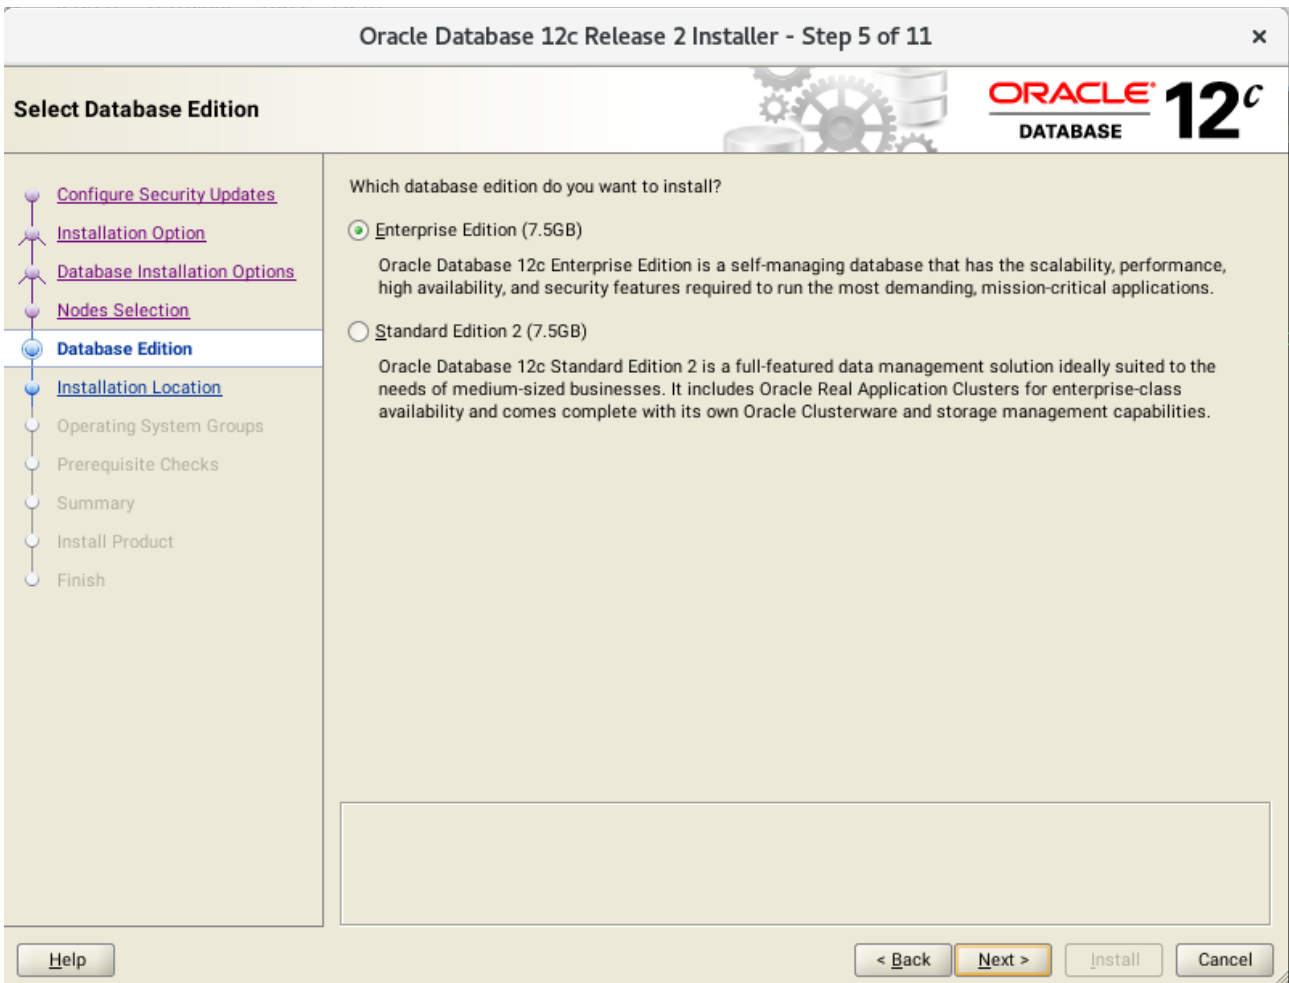 Oracle Database 12c Release 2 Installer - Step 5 of 11
×
Select Database Edition
ORACLE
DATABASE
12c
Configure Security Updates
Installation Option
Database Installation Options
Nodes Selection
Database Edition
Installation Location
Operating System Groups
Prerequisite Checks
Summary
Install Product
Finish
Which database edition do you want to install?
Enterprise Edition (7.5GB)
Oracle Database 12c Enterprise Edition is a self-managing database that has the scalability, performance,
high availability, and security features required to run the most demanding, mission-critical applications.
Standard Edition 2 (7.5GB)
Oracle Database 12c Standard Edition 2 is a full-featured data management solution ideally suited to the
needs of medium-sized businesses. It includes Oracle Real Application Clusters for enterprise-class
availability and comes complete with its own Oracle Clusterware and storage management capabilities.
Help
< Back
Next >
Install
Cancel